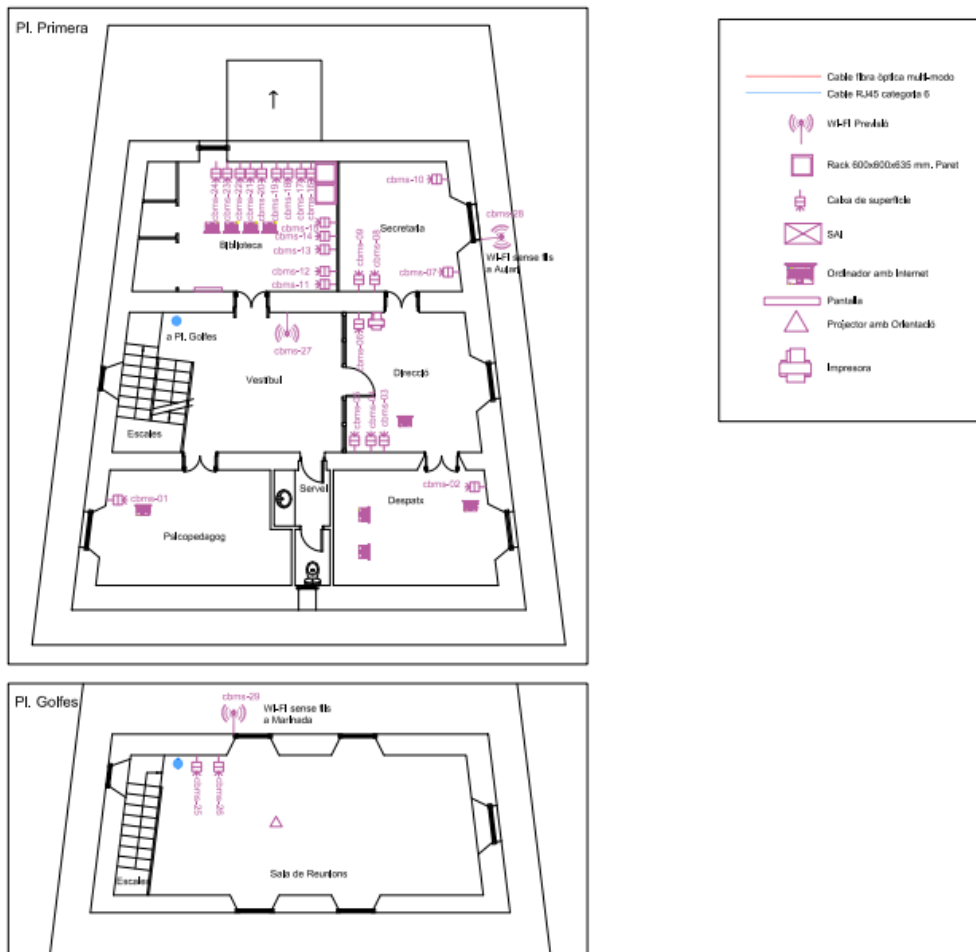 Pl. Primera
cbms-24
cbms-23
cbms-22
cbms-21
cbms-20
cbms-19
cbms-18
cbms-17
cbms-16
cbms-15
cbms-14
cbms-13
cbms-12
cbms-11
Biblioteca
cbms-10
Secretaria
cbms-09
cbms-08
cbms-07
cbms-28
Wi-Fi sense fils
a Aulari
a Pl. Golfes
cbms-27
cbms-06
Vestíbul
Direcció
cbms-03
Escales
Servei
cbms-01
Psicopedagog
cbms-02
Despatx
Pl. Golfes
cbms-29
Wi-Fi sense fils
a Marinada
cbms-25
cbms-26
Escales
Sala de Reunions
Cable fibra òptica multi-modo
Cable RJ45 categoria 6
Wi-Fi Previsió
Rack 600x600x635 mm. Paret
Caixa de superfície
SAI
Ordinador amb Internet
Pantalla
Projector amb Orientació
Impresora